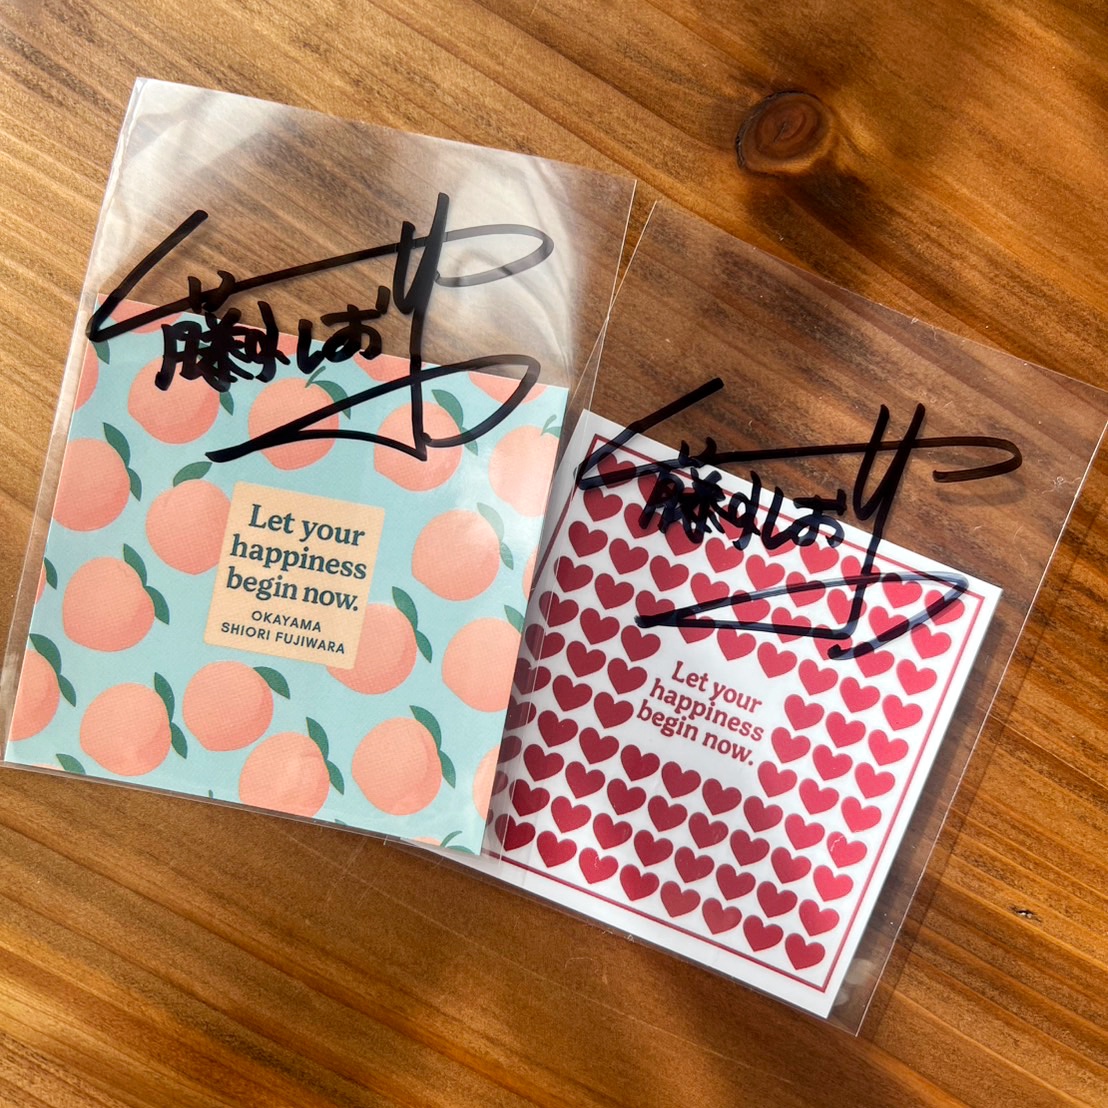 藤原しおり
Let your
happiness
begin now.
OKAYAMA
SHIORI FUJIWARA
藤原しおり
Let your
happiness
begin now.